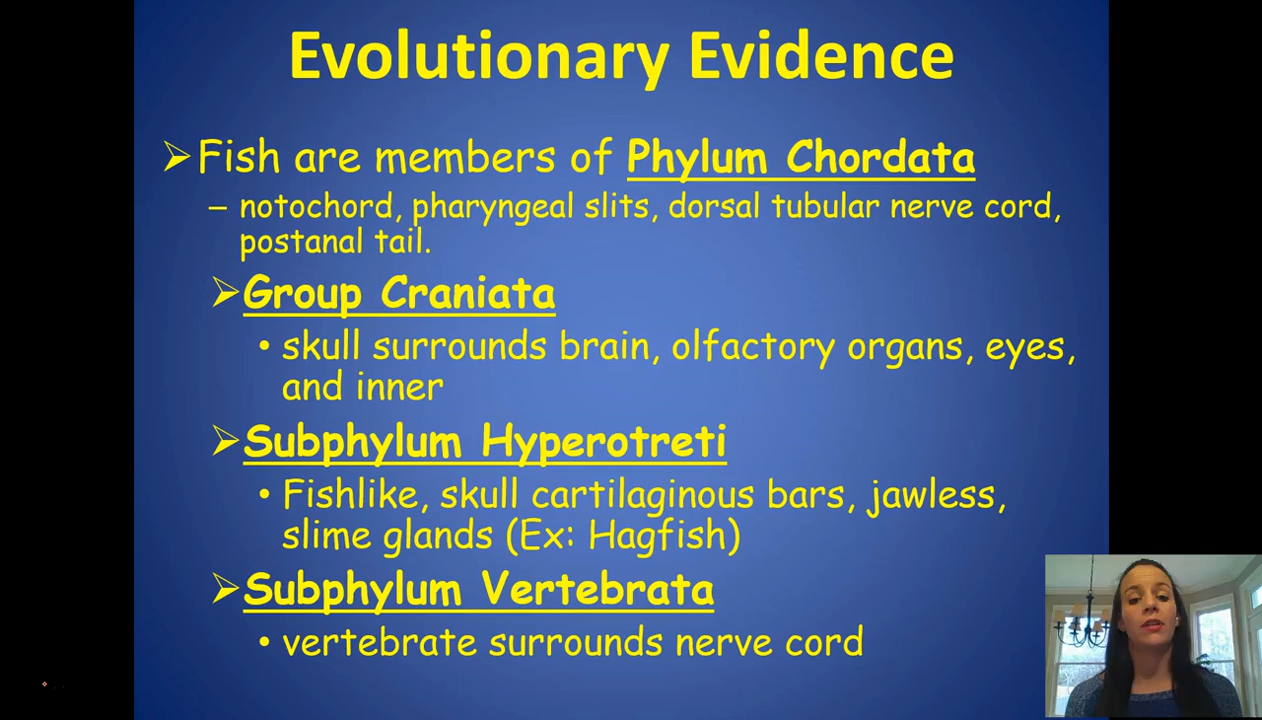 Evolutionary Evidence
➢Fish are members of Phylum Chordata
– notochord, pharyngeal slits, dorsal tubular nerve cord,
postanal tail.
➢Group Craniata
• skull surrounds brain, olfactory organs, eyes,
and inner
➢Subphylum Hyperotreti
• Fishlike, skull cartilaginous bars, jawless,
slime glands (Ex: Hagfish)
➢Subphylum Vertebrata
• vertebrate surrounds nerve cord